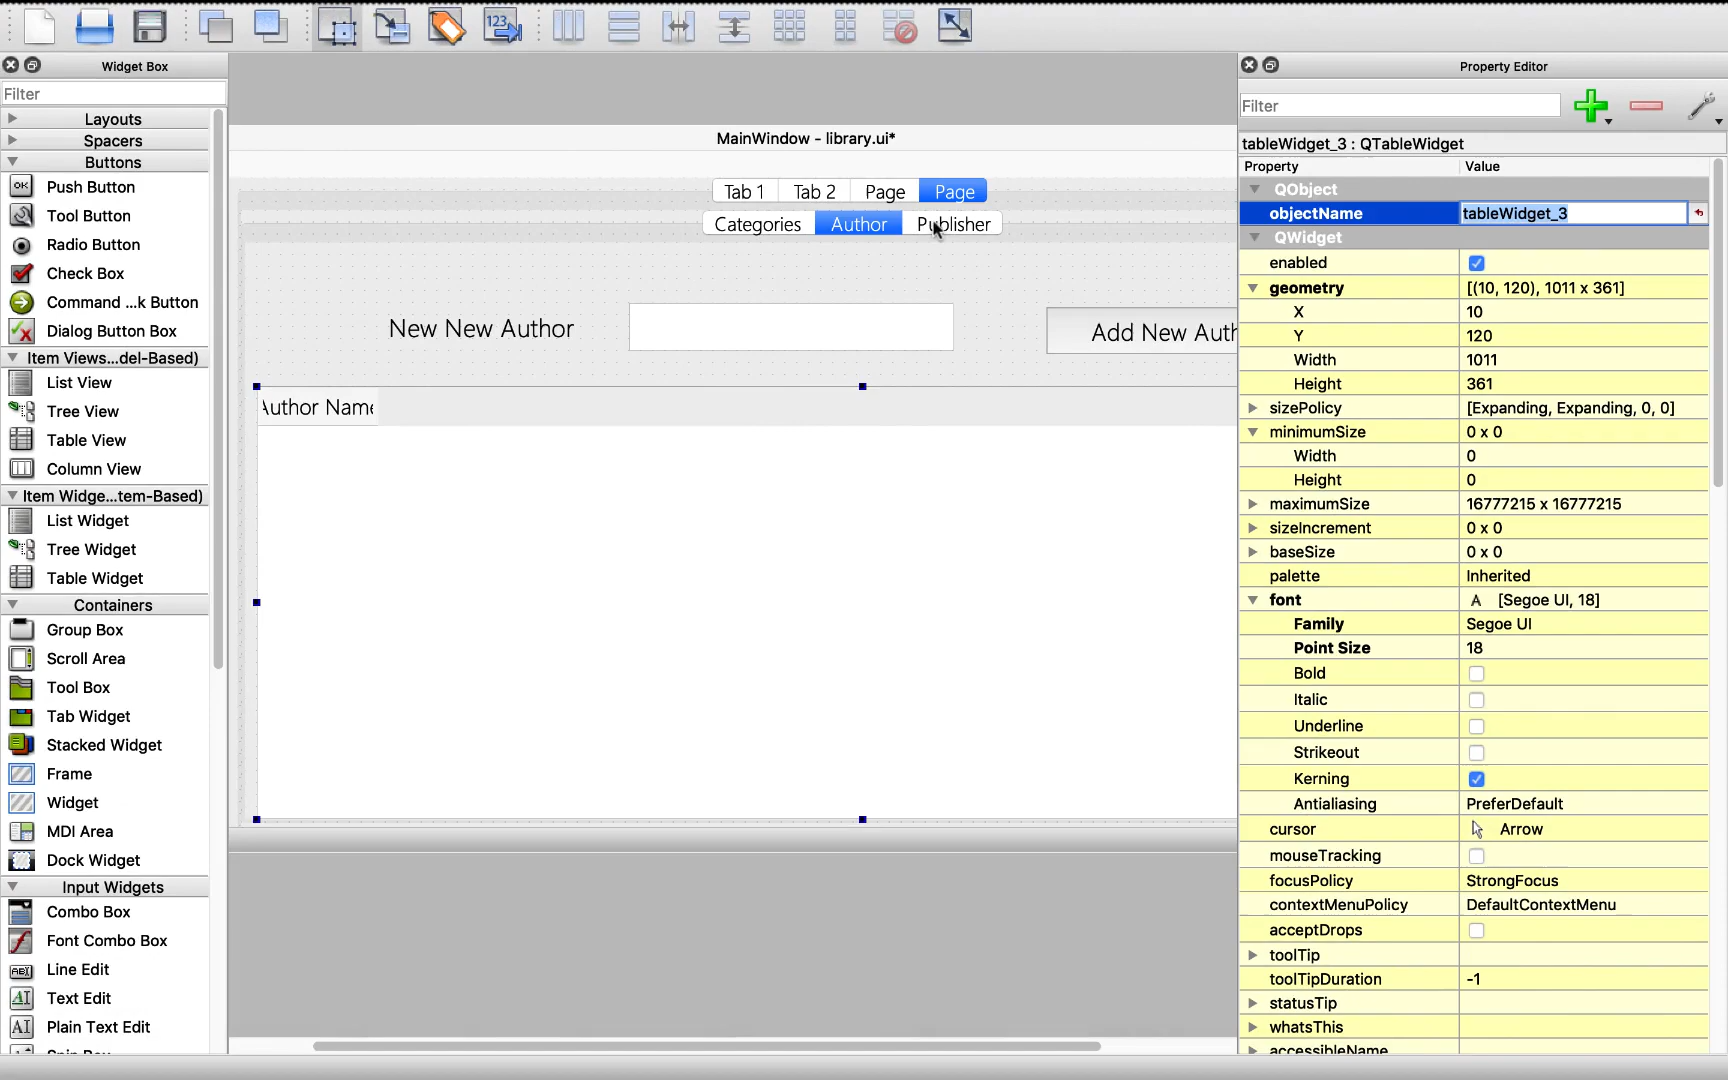 123
Widget Box
Filter
Layouts
Spacers
Buttons
OK Push Button
Tool Button
Radio Button
Check Box
Command ...k Button
Dialog Button Box
Item Views...del-Based)
List View
Tree View
Table View
Column View
Item Widge...tem-Based)
List Widget
Tree Widget
Table Widget
Containers
Group Box
Scroll Area
Tool Box
Tab Widget
Stacked Widget
Frame
Widget
MDI Area
Dock Widget
Input Widgets
Combo Box
Font Combo Box
Line Edit
Text Edit
Plain Text Edit
MainWindow - library.ui*
Tab 1 Tab 2 Page Page
Categories Author Publisher
New New Author
Add New Auth
Author Name
Property Editor
Filter
tableWidget_3 : QTableWidget
Property Value
QObject
objectName tableWidget_3
QWidget
enabled
geometry [(10, 120), 1011 x 361]
X 10
Y 120
Width 1011
Height 361
sizePolicy [Expanding, Expanding, 0, 0]
minimumSize 0 x 0
Width 0
Height 0
maximumSize 16777215 x 16777215
sizeIncrement 0 x 0
baseSize 0 x 0
palette Inherited
font A [Segoe UI, 18]
Family Segoe UI
Point Size 18
Bold
Italic
Underline
Strikeout
Kerning
Antialiasing PreferDefault
cursor Arrow
mouseTracking
focusPolicy StrongFocus
contextMenuPolicy DefaultContextMenu
acceptDrops
toolTip
toolTipDuration -1
statusTip
whatsThis
accessibleName